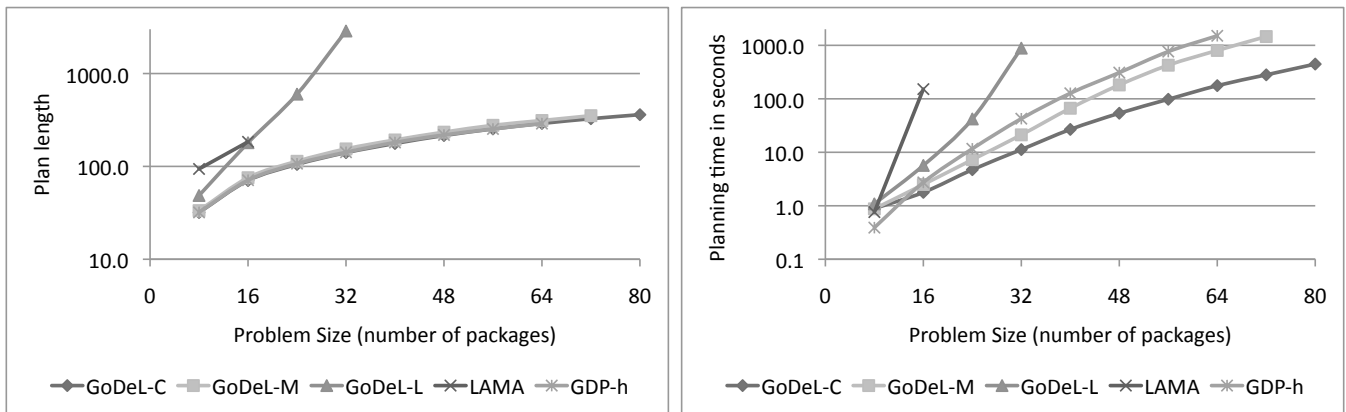 Plan length
1000.0
100.0
10.0
0 16 32 48 64 80
Problem Size (number of packages)
GoDeL-C GoDeL-M GoDeL-L LAMA GDP-h
Planning time in seconds
1000.0
100.0
10.0
1.0
0.1
0 16 32 48 64 80
Problem Size (number of packages)
GoDeL-C GoDeL-M GoDeL-L LAMA GDP-h